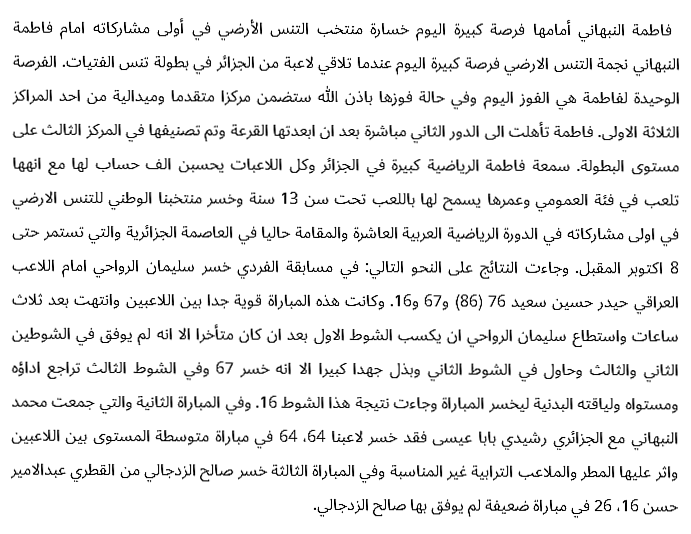 فاطمة النبهاني أمامها فرصة كبيرة اليوم خسارة منتخب التنس الأرضي في أولى مشاركاته امام فاطمة
النبهاني نجمة التنس الارضي فرصة كبيرة اليوم عندما تلاقي لاعبة من الجزائر في بطولة تنس الفتيات. الفرصة
الوحيدة لفاطمة هي الفوز اليوم وفي حالة فوزها باذن الله ستضمن مركزا متقدما وميدالية من احد المراكز
الثلاثة الاولى. فاطمة تأهلت الى الدور الثاني مباشرة بعد ان ابعدتها القرعة وتم تصنيفها في المركز الثالث على
مستوى البطولة. سمعة فاطمة الرياضية كبيرة في الجزائر وكل اللاعبات يحسبن الف حساب لها مع انهها
تلعب في فئة العمومي وعمرها يسمح لها باللعب تحت سن 13 سنة وخسر منتخبنا الوطني للتنس الارضي
في اولى مشاركاته في الدورة الرياضية العربية العاشرة والمقامة حاليا في العاصمة الجزائرية والتي تستمر حتى
8 اكتوبر المقبل. وجاءت النتائج على النحو التالي: في مسابقة الفردي خسر سليمان الرواحي امام اللاعب
العراقي حيدر حسين سعيد 76 (86) و67 و16. وكانت هذه المباراة قوية جدا بين اللاعبين وانتهت بعد ثلاث
ساعات واستطاع سليمان الرواحي ان يكسب الشوط الاول بعد ان كان متأخرا الا انه لم يوفق في الشوطين
الثاني والثالث وحاول في الشوط الثاني وبذل جهدا كبيرا الا انه خسر 67 وفي الشوط الثالث تراجع اداؤه
ومستواه ولياقته البدنية ليخسر المباراة وجاءت نتيجة هذا الشوط 16. وفي المباراة الثانية والتي جمعت محمد
النبهاني مع الجزائري رشيدي بابا عيسى فقد خسر لاعبنا 64، 64 في مباراة متوسطة المستوى بين اللاعبين
واثر عليها المطر والملاعب الترابية غير المناسبة وفي المباراة الثالثة خسر صالح الزدجالي من القطري عبدالامير
حسن 16، 26 في مباراة ضعيفة لم يوفق بها صالح الزدجالي.